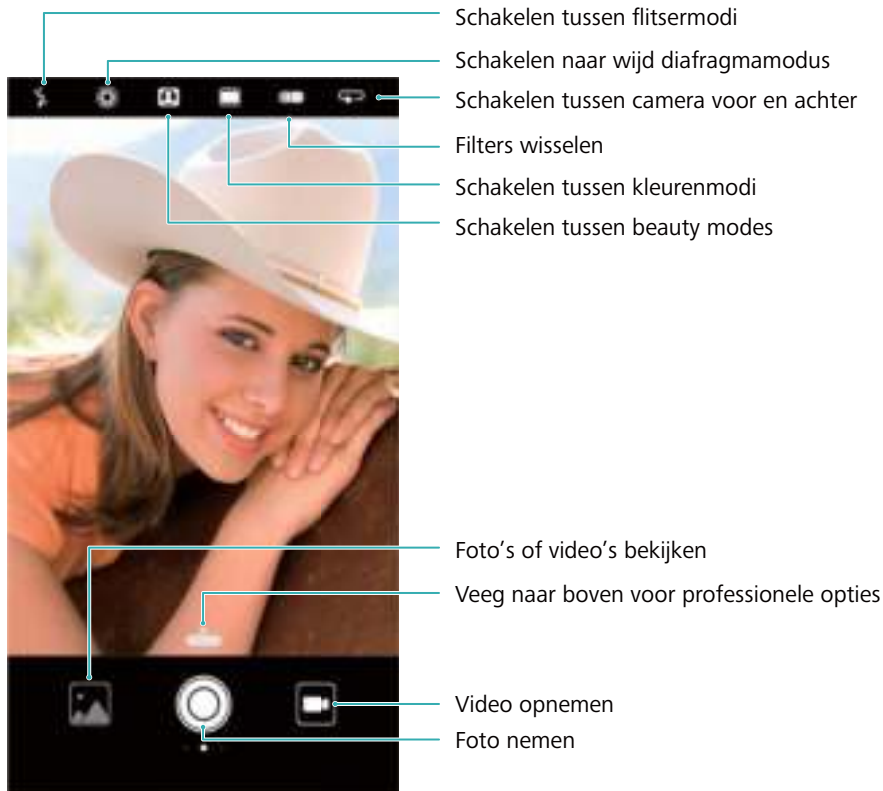 Schakelen tussen flitsermodi
Schakelen naar wijd diafragmamodus
Schakelen tussen camera voor en achter
Filters wisselen
Schakelen tussen kleurenmodi
Schakelen tussen beauty modes
Foto's of video's bekijken
Veeg naar boven voor professionele opties
Video opnemen
Foto nemen